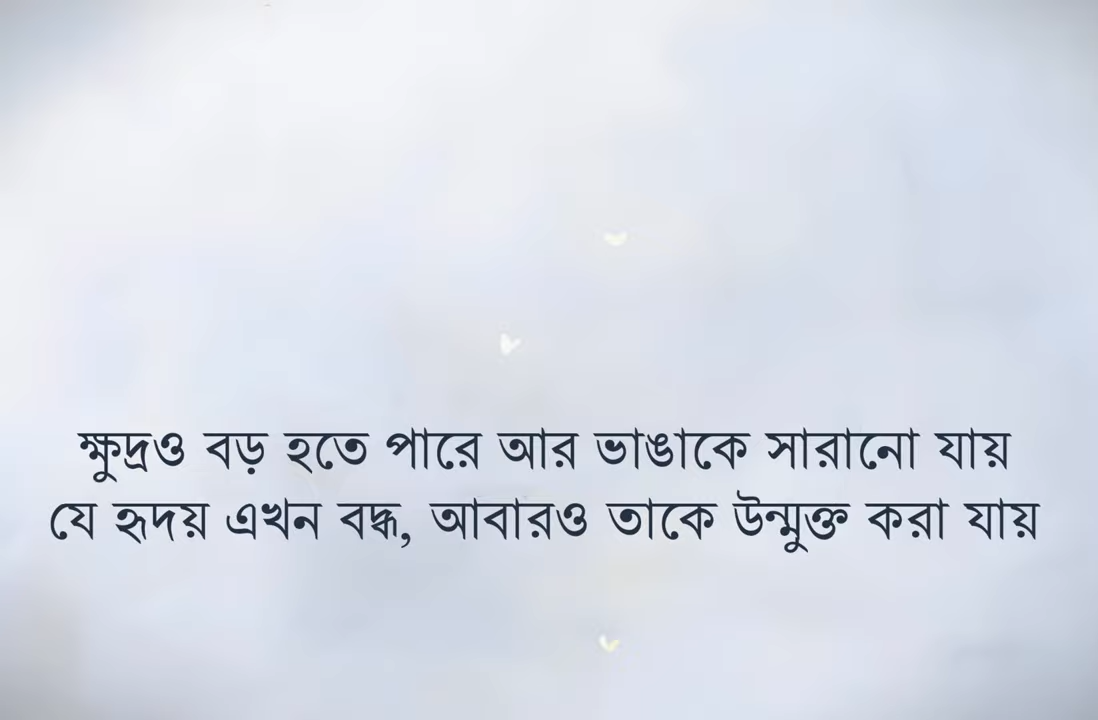 ক্ষুদ্রও বড় হতে পারে আর ভাঙাকে সারানো যায়
যে হৃদয় এখন বদ্ধ, আবারও তাকে উন্মুক্ত করা যায়